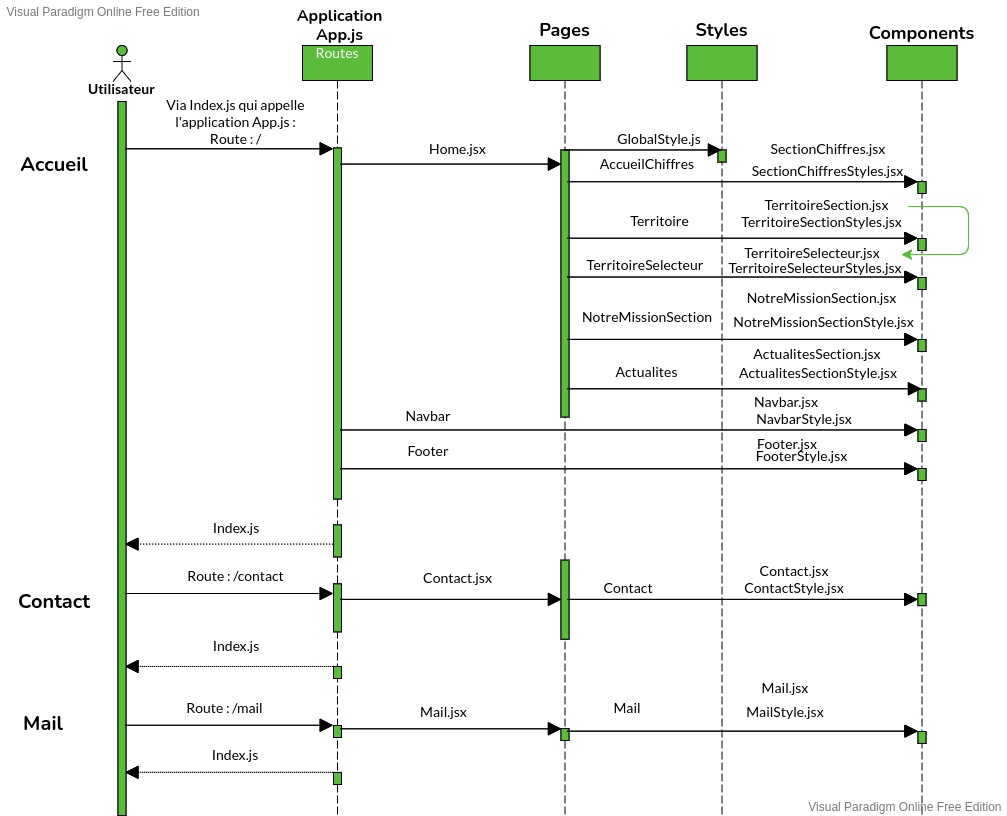 Visual Paradigm Online Free Edition
Application
App.js
Routes
Pages
Styles
Components
Utilisateur
Via Index.js qui appelle
l'application App.js :
Route : /
Accueil
Home.jsx
GlobalStyle.js
AccueilChiffres
SectionChiffres.jsx
SectionChiffresStyles.jsx
Territoire
TerritoireSection.jsx
TerritoireSectionStyles.jsx
TerritoireSelecteur
TerritoireSelecteur.jsx
TerritoireSelecteurStyles.jsx
NotreMissionSection
NotreMissionSection.jsx
NotreMissionSectionStyle.jsx
Actualites
ActualitesSection.jsx
ActualitesSectionStyle.jsx
Navbar
Navbar.jsx
NavbarStyle.jsx
Footer
Footer.jsx
FooterStyle.jsx
Index.js
Route : /contact
Contact
Contact.jsx
Contact
Contact.jsx
ContactStyle.jsx
Index.js
Route : /mail
Mail
Mail.jsx
Mail
Mail.jsx
MailStyle.jsx
Index.js
Visual Paradigm Online Free Edition